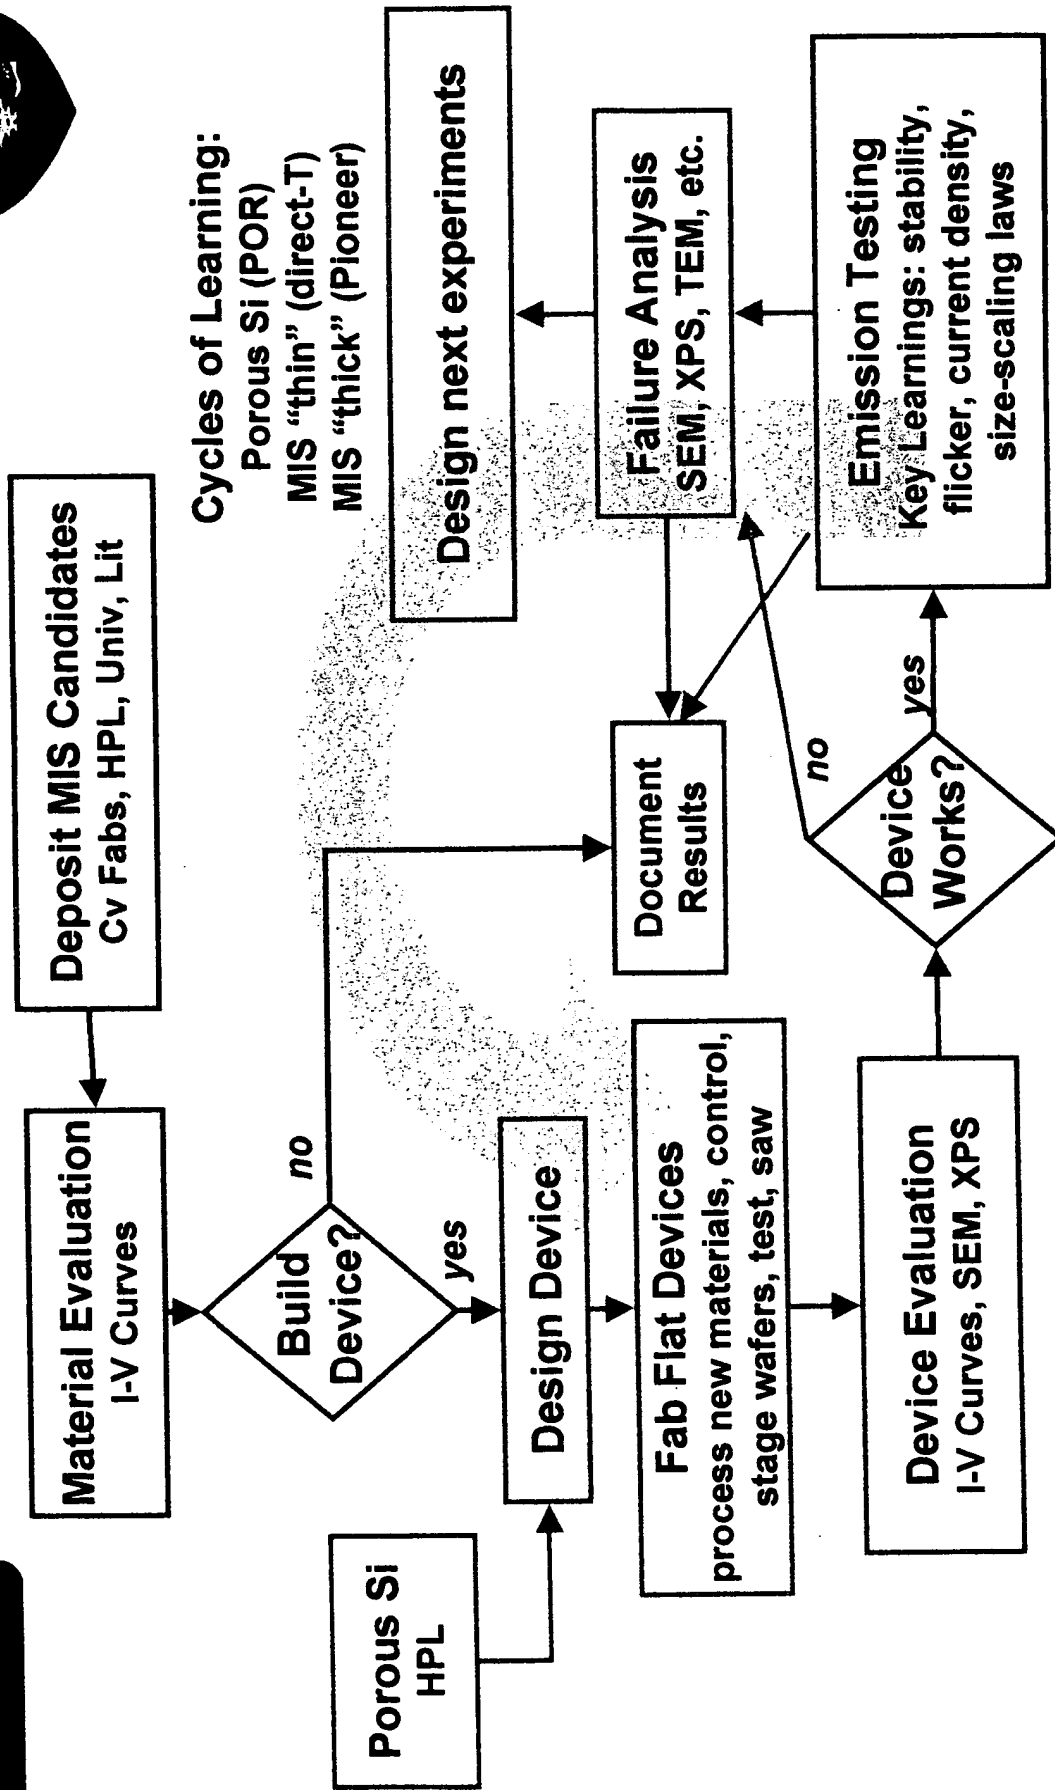 Deposit MIS Candidates
Cv Fabs, HPL, Univ, Lit
Material Evaluation
I-V Curves
Cycles of Learning:
Porous Si (POR)
MIS “thin” (direct-T)
MIS “thick” (Pioneer)
Build
Device?
no
yes
Porous Si
HPL
Design Device
Design next experiments
Fab Flat Devices
process new materials, control,
stage wafers, test, saw
Document
Results
Failure Analysis
SEM, XPS, TEM, etc.
Device Evaluation
I-V Curves, SEM, XPS
Device
Works?
no
yes
Emission Testing
Key Learnings: stability,
flicker, current density,
size-scaling laws